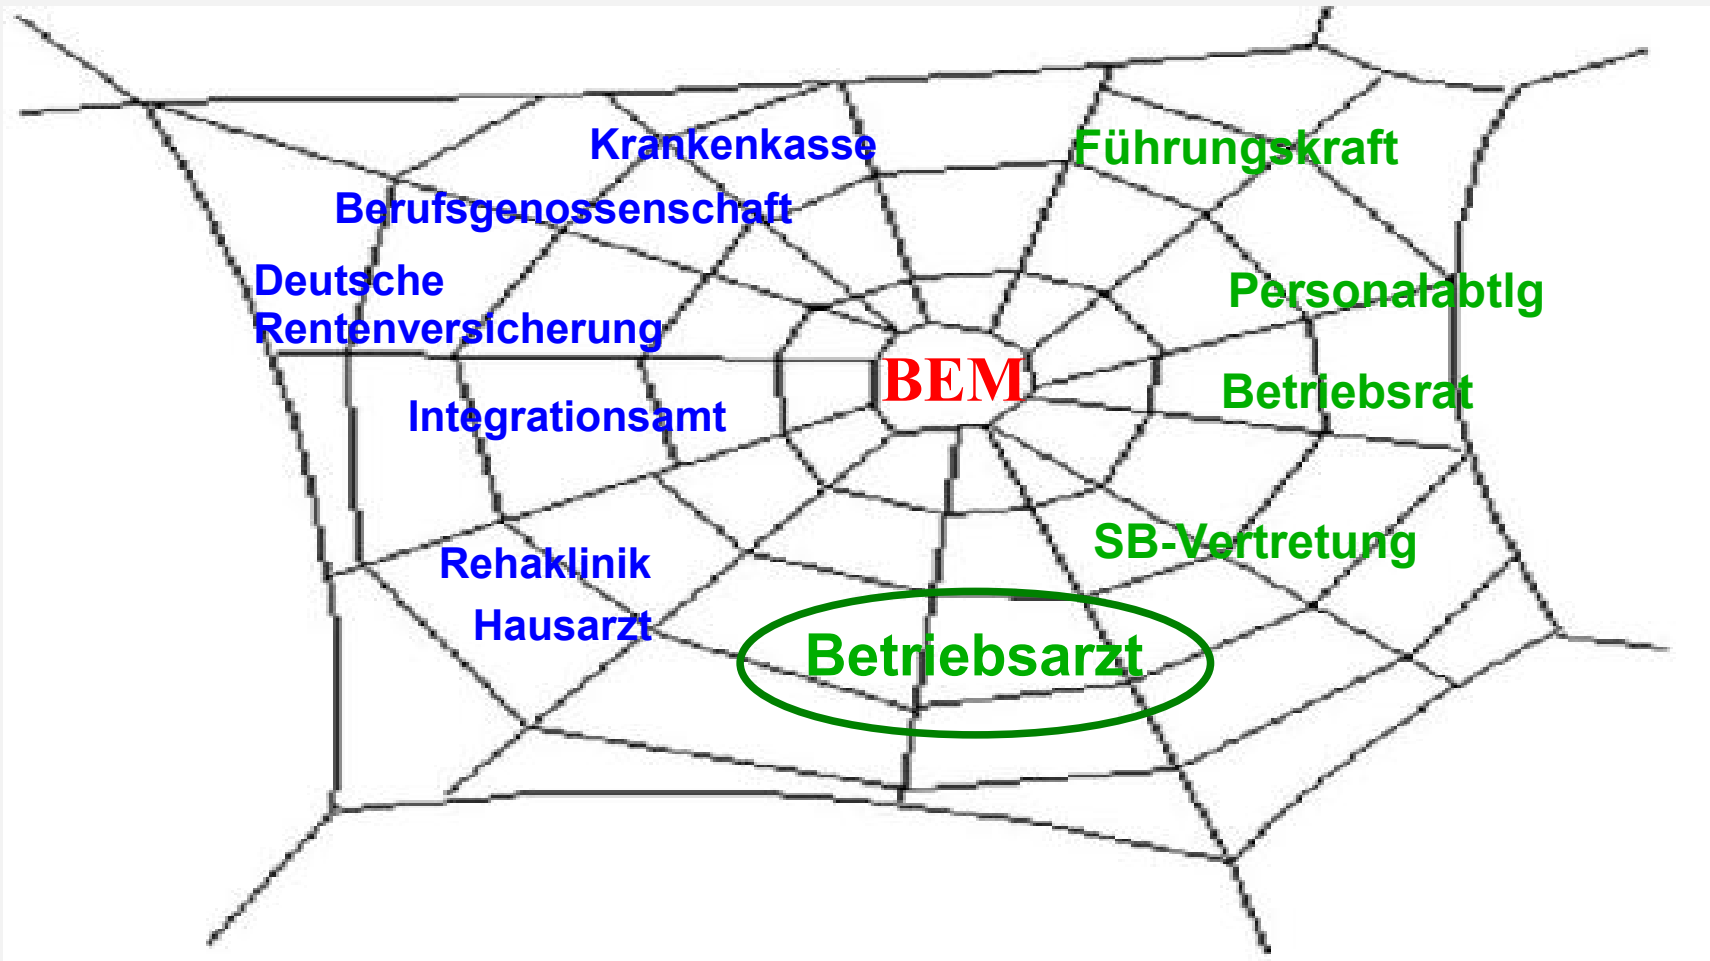 Krankenkasse
Führungskraft
Berufsgenossenschaft
Deutsche
Rentenversicherung
Personalabtlg
BEM
Betriebsrat
Integrationsamt
SB-Vertretung
Rehaklinik
Hausarzt
Betriebsarzt